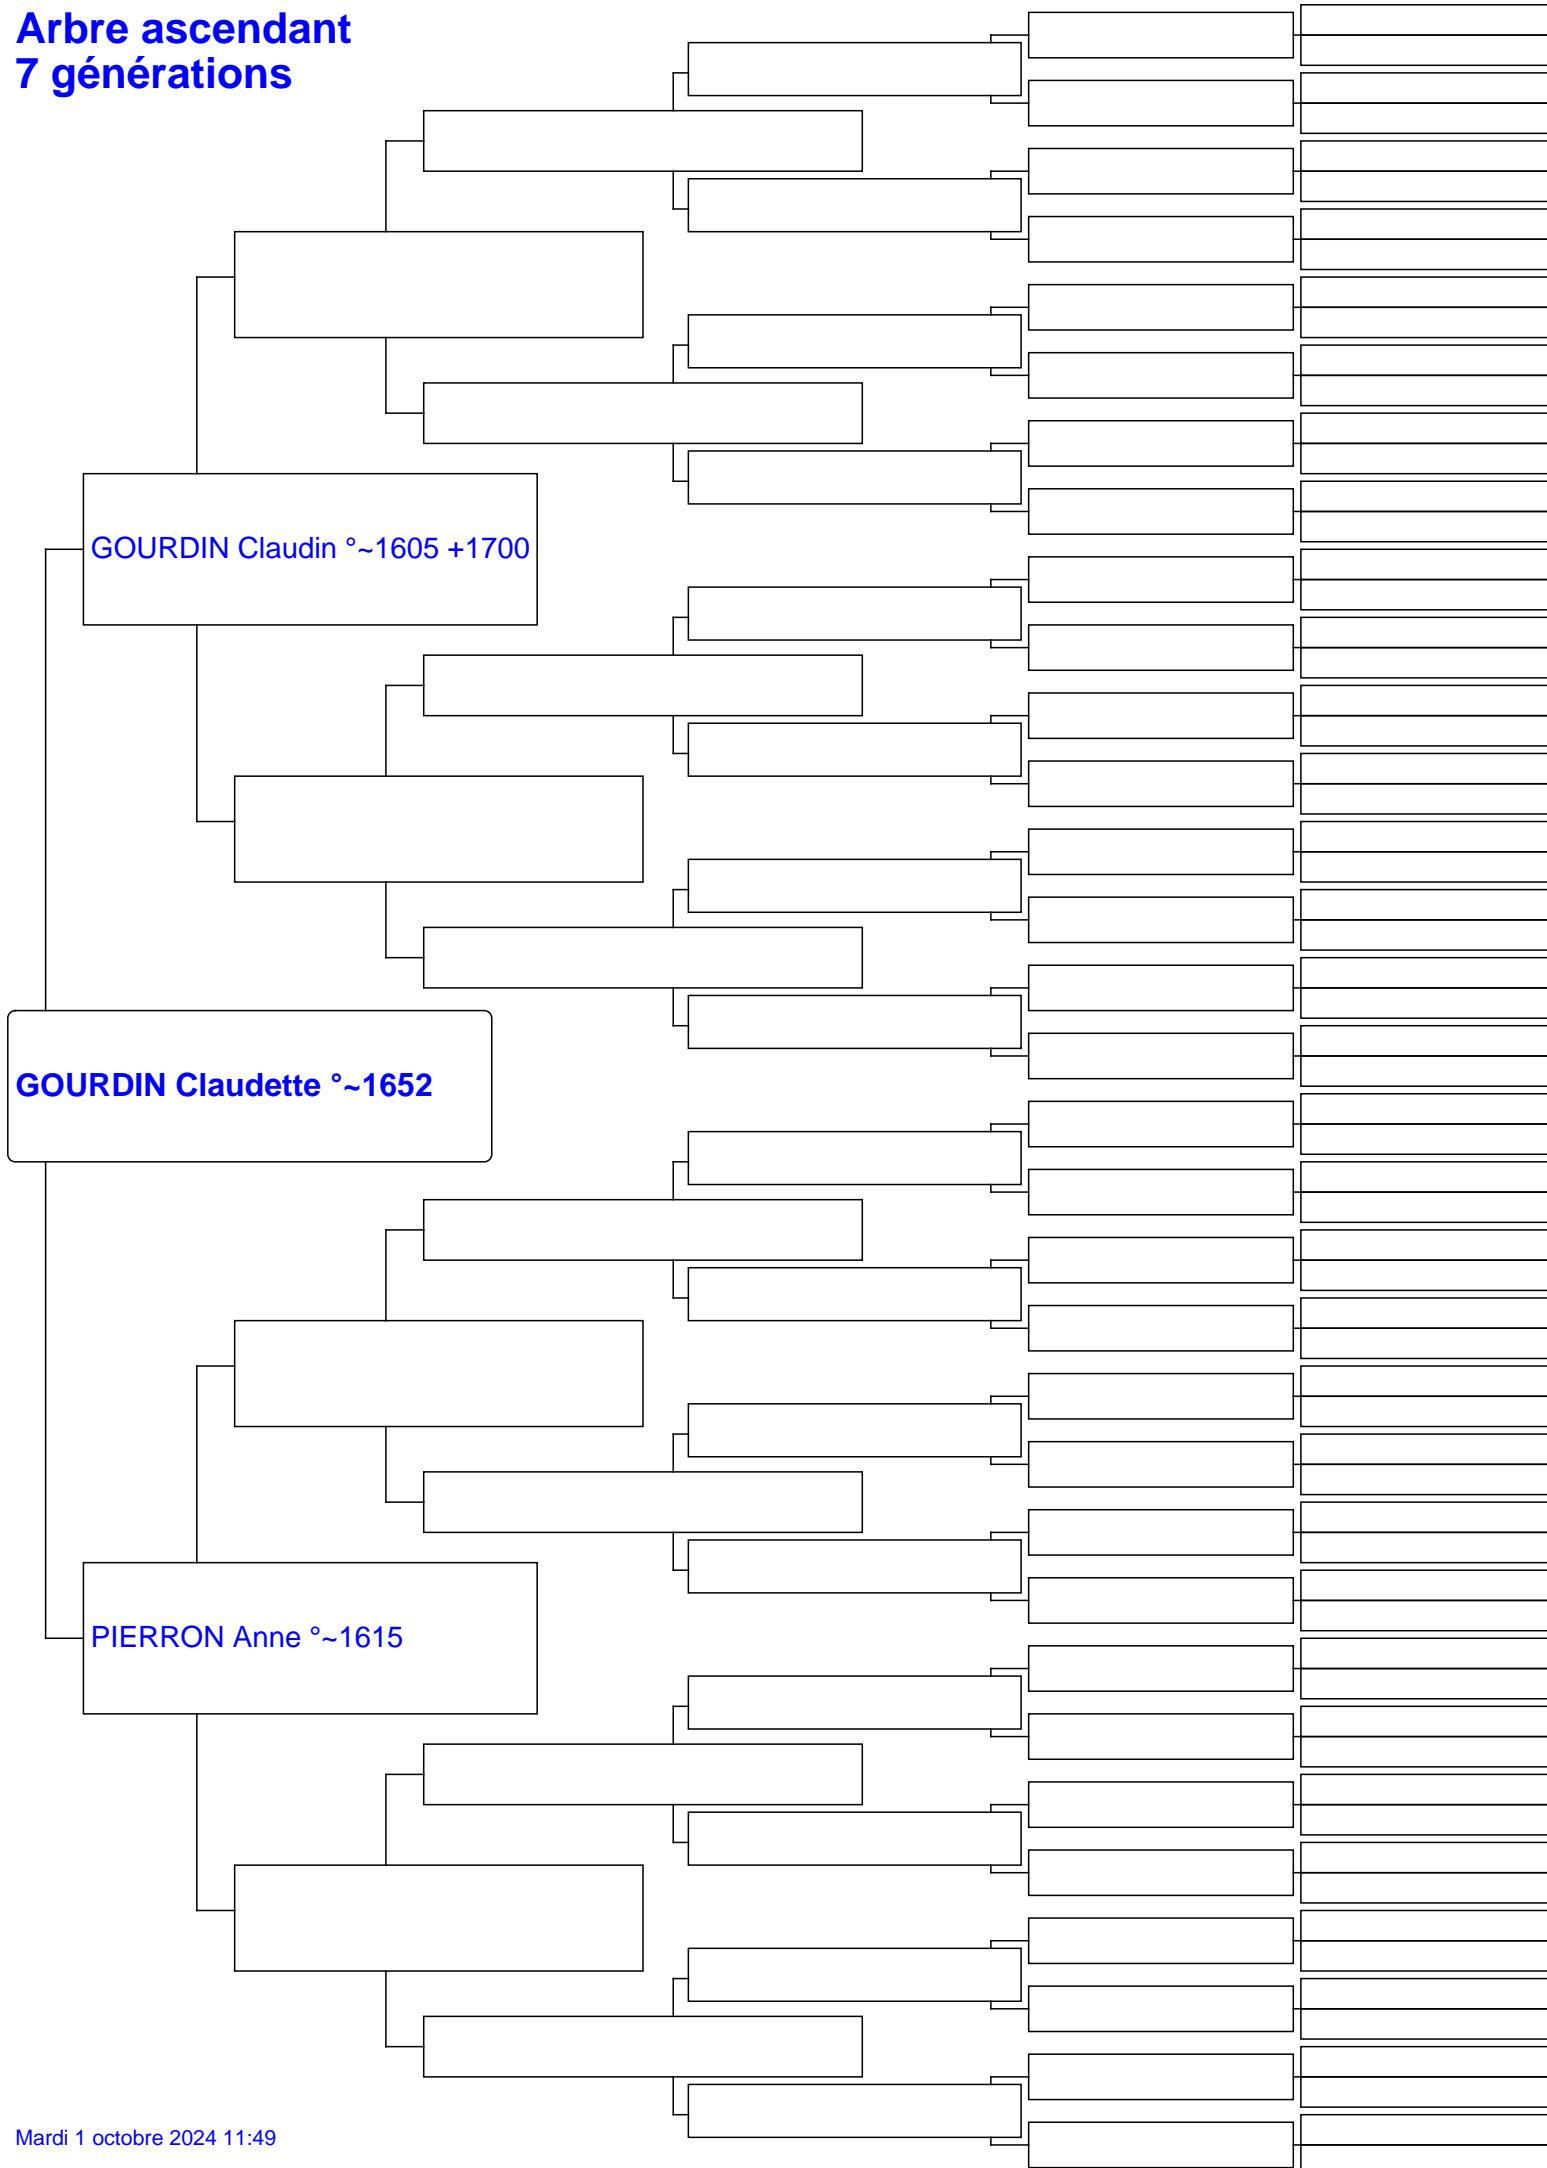 Arbre ascendant
7 générations
GOURDIN Claudin °~1605 +1700
GOURDIN Claudette °~1652
PIERRON Anne °~1615
Mardi 1 octobre 2024 11:49